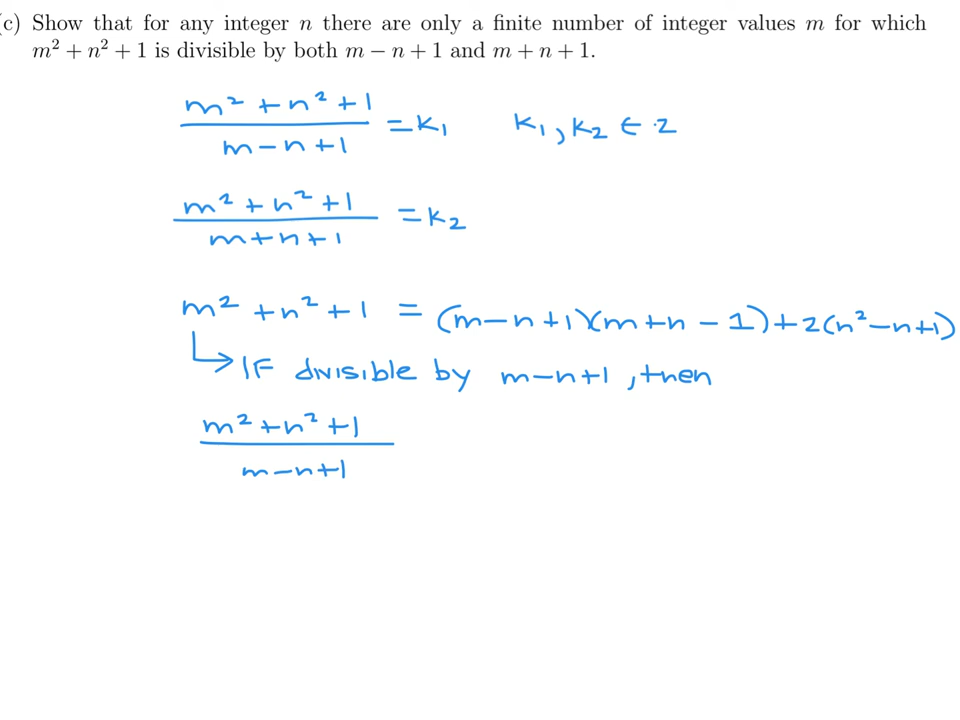 (c) Show that for any integer n there are only a finite number of integer values m for which
m² + n² + 1 is divisible by both m − n + 1 and m + n + 1.
(m² + n² + 1)/(m − n + 1) = k₁    k₁, k₂ ∈ Z
(m² + n² + 1)/(m + n + 1) = k₂
m² + n² + 1 = (m − n + 1)(m + n − 1) + 2(n² − n + 1)
↳ IF divisible by m − n + 1, then
(m² + n² + 1)/(m − n + 1)